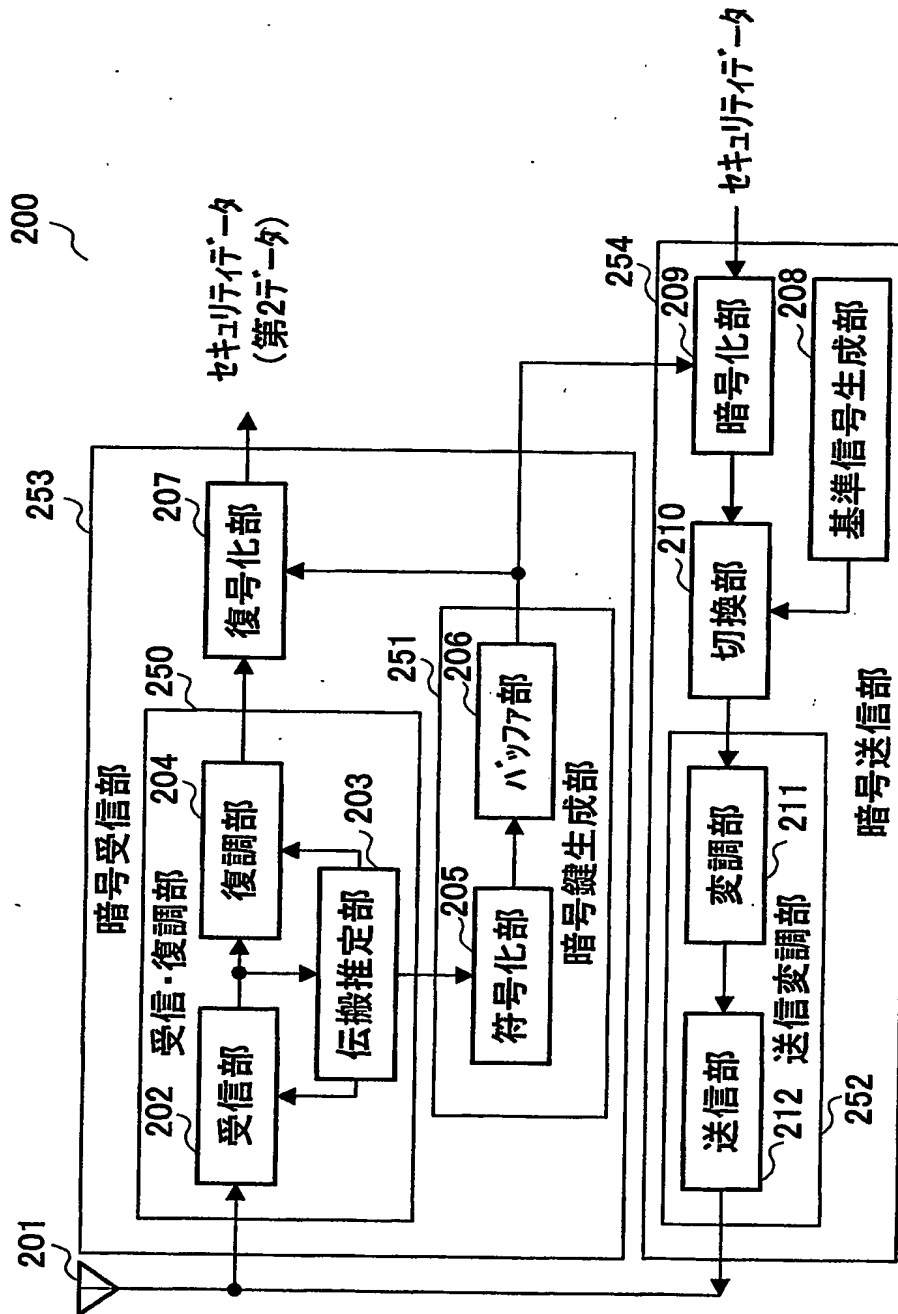 200
201
253
暗号受信部
250
受信・復調部
202
受信部
204
復調部
203
伝搬推定部
207
復号化部
セキュリティデータ
(第2データ)
251
205
符号化部
206
バッファ部
暗号鍵生成部
254
セキュリティデータ
209
暗号化部
208
基準信号生成部
210
切換部
変調部
211
送信部
212
送信変調部
252
暗号送信部